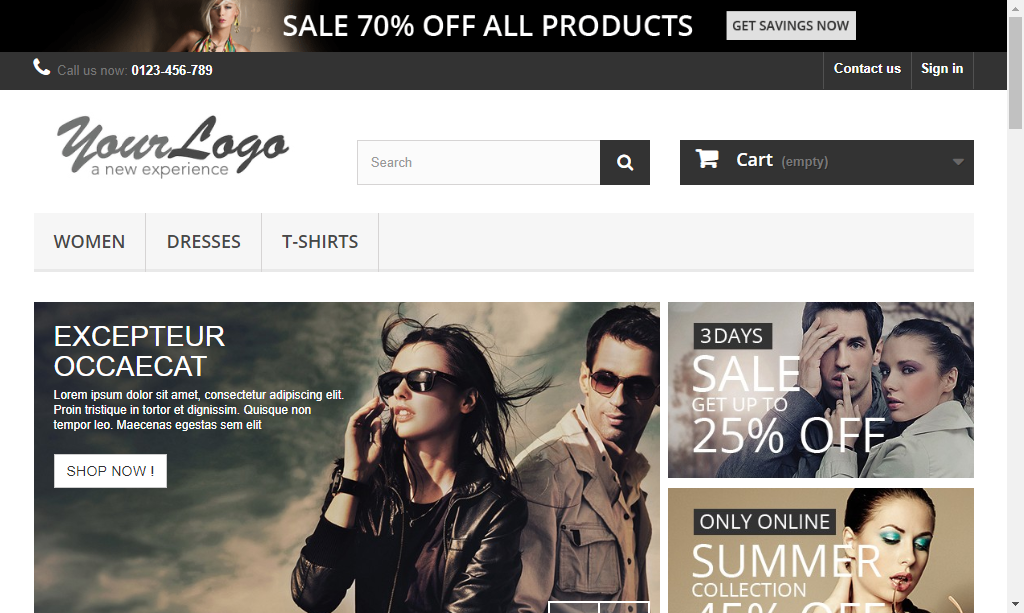 SALE 70% OFF ALL PRODUCTS
GET SAVINGS NOW
Call us now: 0123-456-789
Contact us
Sign in
YourLogo
a new experience
Search
Cart (empty)
WOMEN
DRESSES
T-SHIRTS
EXCEPTEUR
OCCAECAT
Lorem ipsum dolor sit amet, consectetur adipiscing elit.
Proin tristique in tortor et dignissim. Quisque non
tempor leo. Maecenas egestas sem elit
SHOP NOW !
3 DAYS
SALE
GET UP TO
25% OFF
ONLY ONLINE
SUMMER
COLLECTION
45% OFF